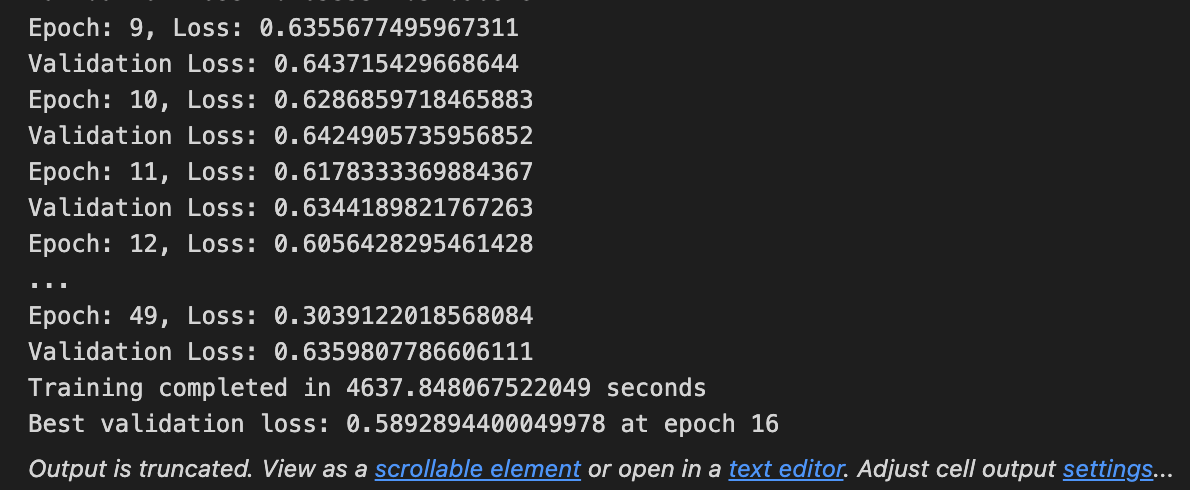 Epoch: 9, Loss: 0.6355677495967311
Validation Loss: 0.643715429668644
Epoch: 10, Loss: 0.6286859718465883
Validation Loss: 0.6424905735956852
Epoch: 11, Loss: 0.6178333369884367
Validation Loss: 0.6344189821767263
Epoch: 12, Loss: 0.6056428295461428
...
Epoch: 49, Loss: 0.3039122018568084
Validation Loss: 0.6359807786606111
Training completed in 4637.848067522049 seconds
Best validation loss: 0.5892894400049978 at epoch 16
Output is truncated. View as a scrollable element or open in a text editor. Adjust cell output settings...